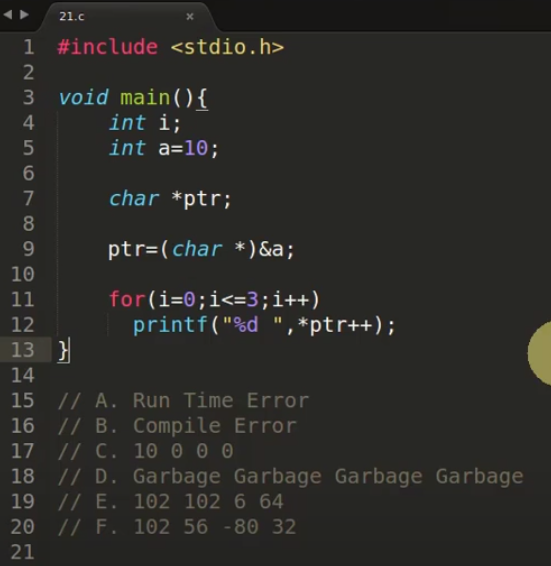 21.c ×
1 #include <stdio.h>
2
3 void main(){
4 int i;
5 int a=10;
6
7 char *ptr;
8
9 ptr=(char *)&a;
10
11 for(i=0;i<=3;i++)
12 printf("%d ",*ptr++);
13 }
14
15 // A. Run Time Error
16 // B. Compile Error
17 // C. 10 0 0 0
18 // D. Garbage Garbage Garbage Garbage
19 // E. 102 102 6 64
20 // F. 102 56 -80 32
21